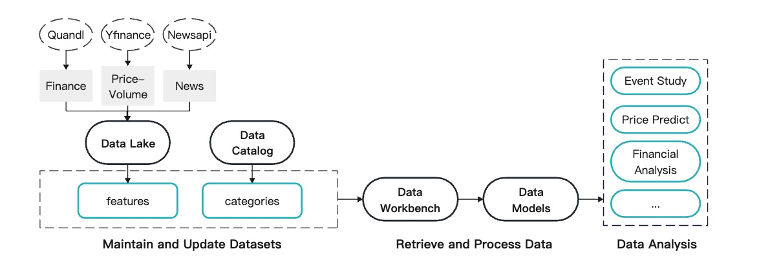 Quandl
Yfinance
Newsapi
Finance
Price-
Volume
News
Data Lake
Data
Catalog
features
categories
Maintain and Update Datasets
Data
Workbench
Data
Models
Retrieve and Process Data
Event Study
Price Predict
Financial
Analysis
...
Data Analysis